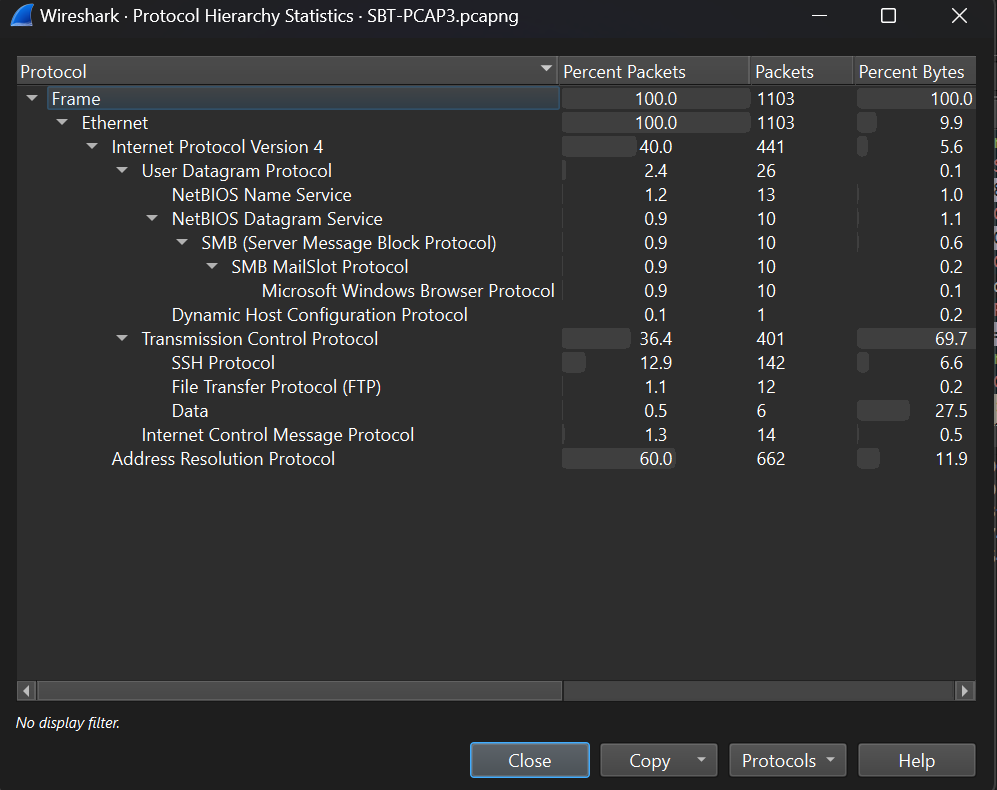 Wireshark · Protocol Hierarchy Statistics · SBT-PCAP3.pcapng
Protocol Percent Packets Packets Percent Bytes
Frame 100.0 1103 100.0
Ethernet 100.0 1103 9.9
Internet Protocol Version 4 40.0 441 5.6
User Datagram Protocol 2.4 26 0.1
NetBIOS Name Service 1.2 13 1.0
NetBIOS Datagram Service 0.9 10 1.1
SMB (Server Message Block Protocol) 0.9 10 0.6
SMB MailSlot Protocol 0.9 10 0.2
Microsoft Windows Browser Protocol 0.9 10 0.1
Dynamic Host Configuration Protocol 0.1 1 0.2
Transmission Control Protocol 36.4 401 69.7
SSH Protocol 12.9 142 6.6
File Transfer Protocol (FTP) 1.1 12 0.2
Data 0.5 6 27.5
Internet Control Message Protocol 1.3 14 0.5
Address Resolution Protocol 60.0 662 11.9
No display filter.
Close Copy Protocols Help